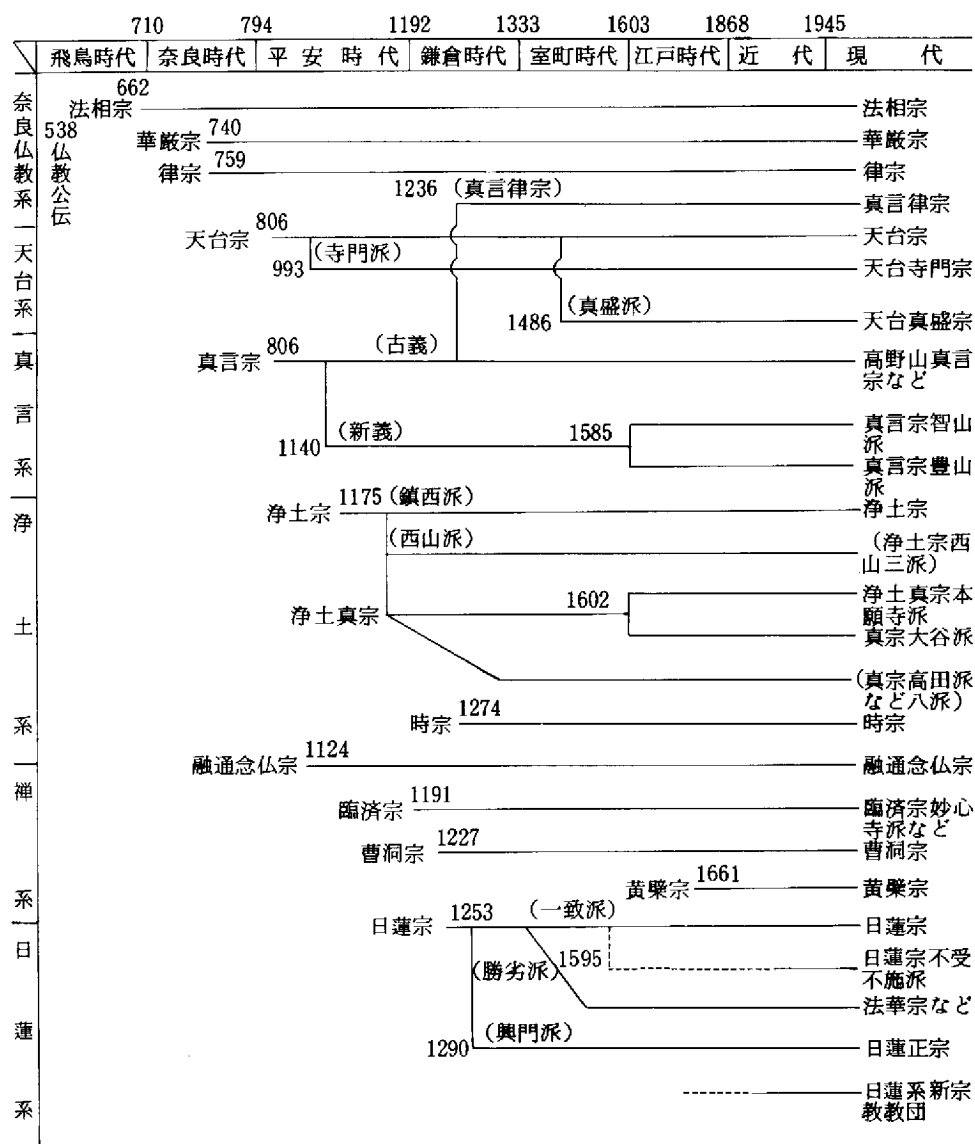 710 794 1192 1333 1603 1868 1945
飛鳥時代 奈良時代 平安時代 鎌倉時代 室町時代 江戸時代 近代 現代
奈良仏教系
538
仏教公伝
法相宗 662 法相宗
華厳宗 740 華厳宗
律宗 759 律宗
1236 (真言律宗) 真言律宗
天台系
天台宗 806 天台宗
993 (寺門派) 天台寺門宗
1486 (真盛派) 天台真盛宗
真言系
真言宗 806 (古義) 高野山真言
宗など
1140 (新義) 1585 真言宗智山
派
真言宗豊山
派
浄土系
浄土宗 1175 (鎮西派) 浄土宗
(西山派) (浄土宗西
山三派)
浄土真宗 1602 浄土真宗本
願寺派
真宗大谷派
(真宗高田派
など八派)
時宗 1274 時宗
融通念仏宗 1124 融通念仏宗
禅系
臨済宗 1191 臨済宗妙心
寺派など
曹洞宗 1227 曹洞宗
黄檗宗 1661 黄檗宗
日蓮系
日蓮宗 1253 (一致派) 日蓮宗
1595 日蓮宗不受
不施派
(勝劣派) 法華宗など
1290 (興門派) 日蓮正宗
日蓮系新宗
教教団